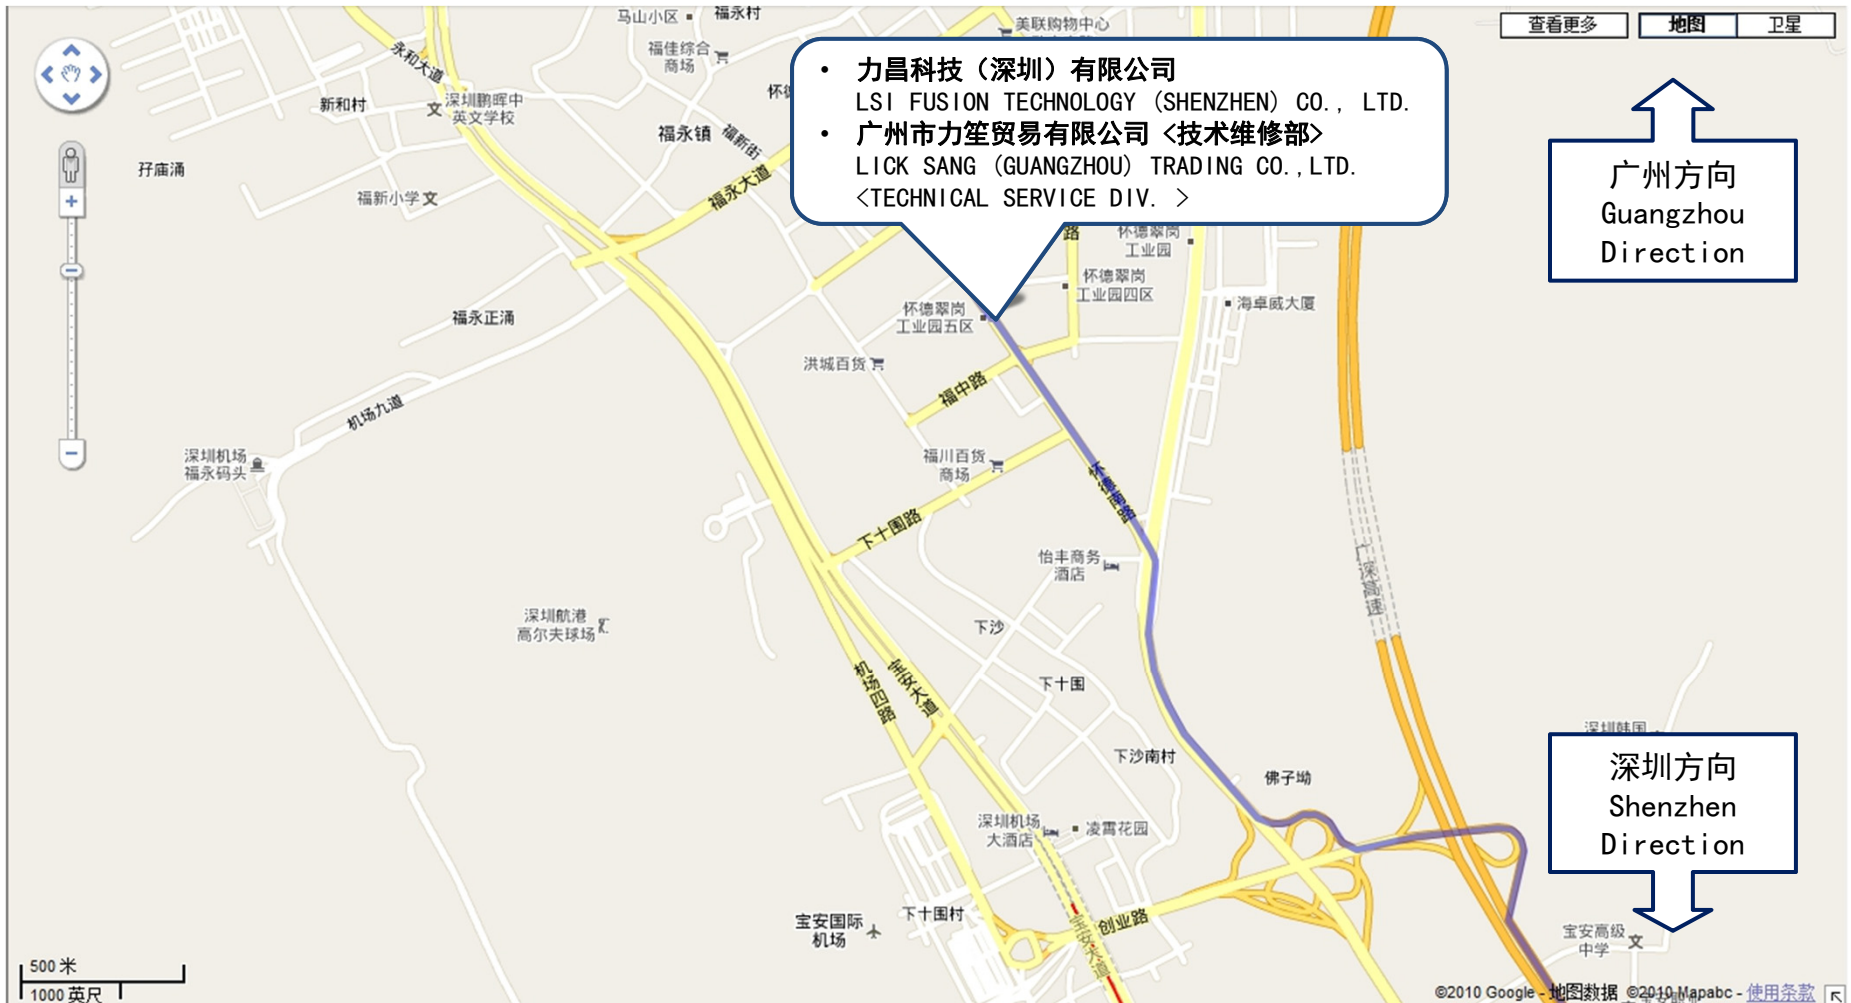 马山小区
福永村
美联购物中心
查看更多
地图
卫星
永和大道
福佳综合
商场
新和村
深圳鹏晖中
英文学校
福永镇
福新街
孖庙涌
福新小学
福永大道
• 力昌科技（深圳）有限公司
LSI FUSION TECHNOLOGY (SHENZHEN) CO., LTD.
• 广州市力笙贸易有限公司 <技术维修部>
LICK SANG (GUANGZHOU) TRADING CO.,LTD.
<TECHNICAL SERVICE DIV. >
广州方向
Guangzhou
Direction
路
怀德翠岗
工业园
怀德翠岗
工业园四区
怀德翠岗
工业园五区
海卓威大厦
福永正涌
洪城百货
福中路
机场九道
深圳机场
福永码头
福川百货
商场
怀德南路
下十围路
怡丰商务
酒店
广深高速
深圳航港
高尔夫球场
下沙
机场四路
宝安大道
下十围
下沙南村
佛子坳
深圳韩国
深圳方向
Shenzhen
Direction
深圳机场
大酒店
凌霄花园
宝安国际
机场
下十围村
创业路
宝安大道
宝安高级
中学
500 米
1000 英尺
©2010 Google - 地图数据 ©2010 Mapabc - 使用条款